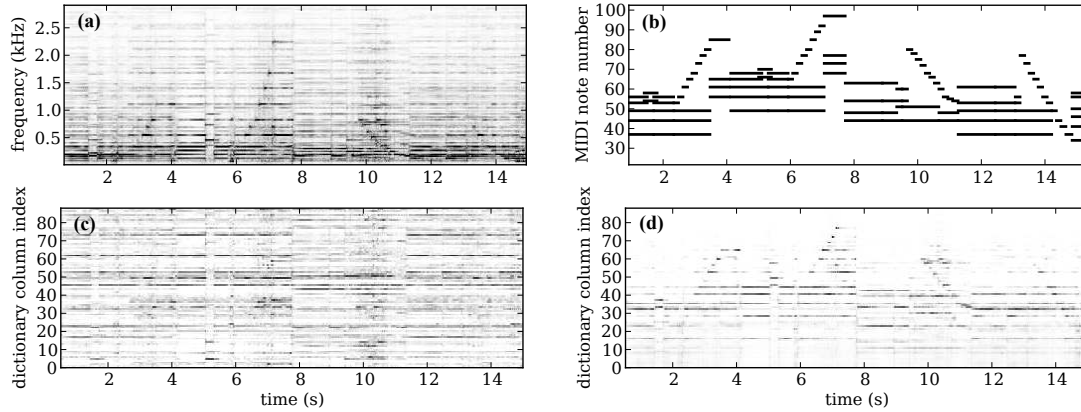 (a)
frequency (kHz)
2.5
2.0
1.5
1.0
0.5
2 4 6 8 10 12 14
(b)
MIDI note number
100
90
80
70
60
50
40
30
2 4 6 8 10 12 14
(c)
dictionary column index
80
70
60
50
40
30
20
10
0
2 4 6 8 10 12 14
time (s)
(d)
dictionary column index
80
70
60
50
40
30
20
10
0
2 4 6 8 10 12 14
time (s)